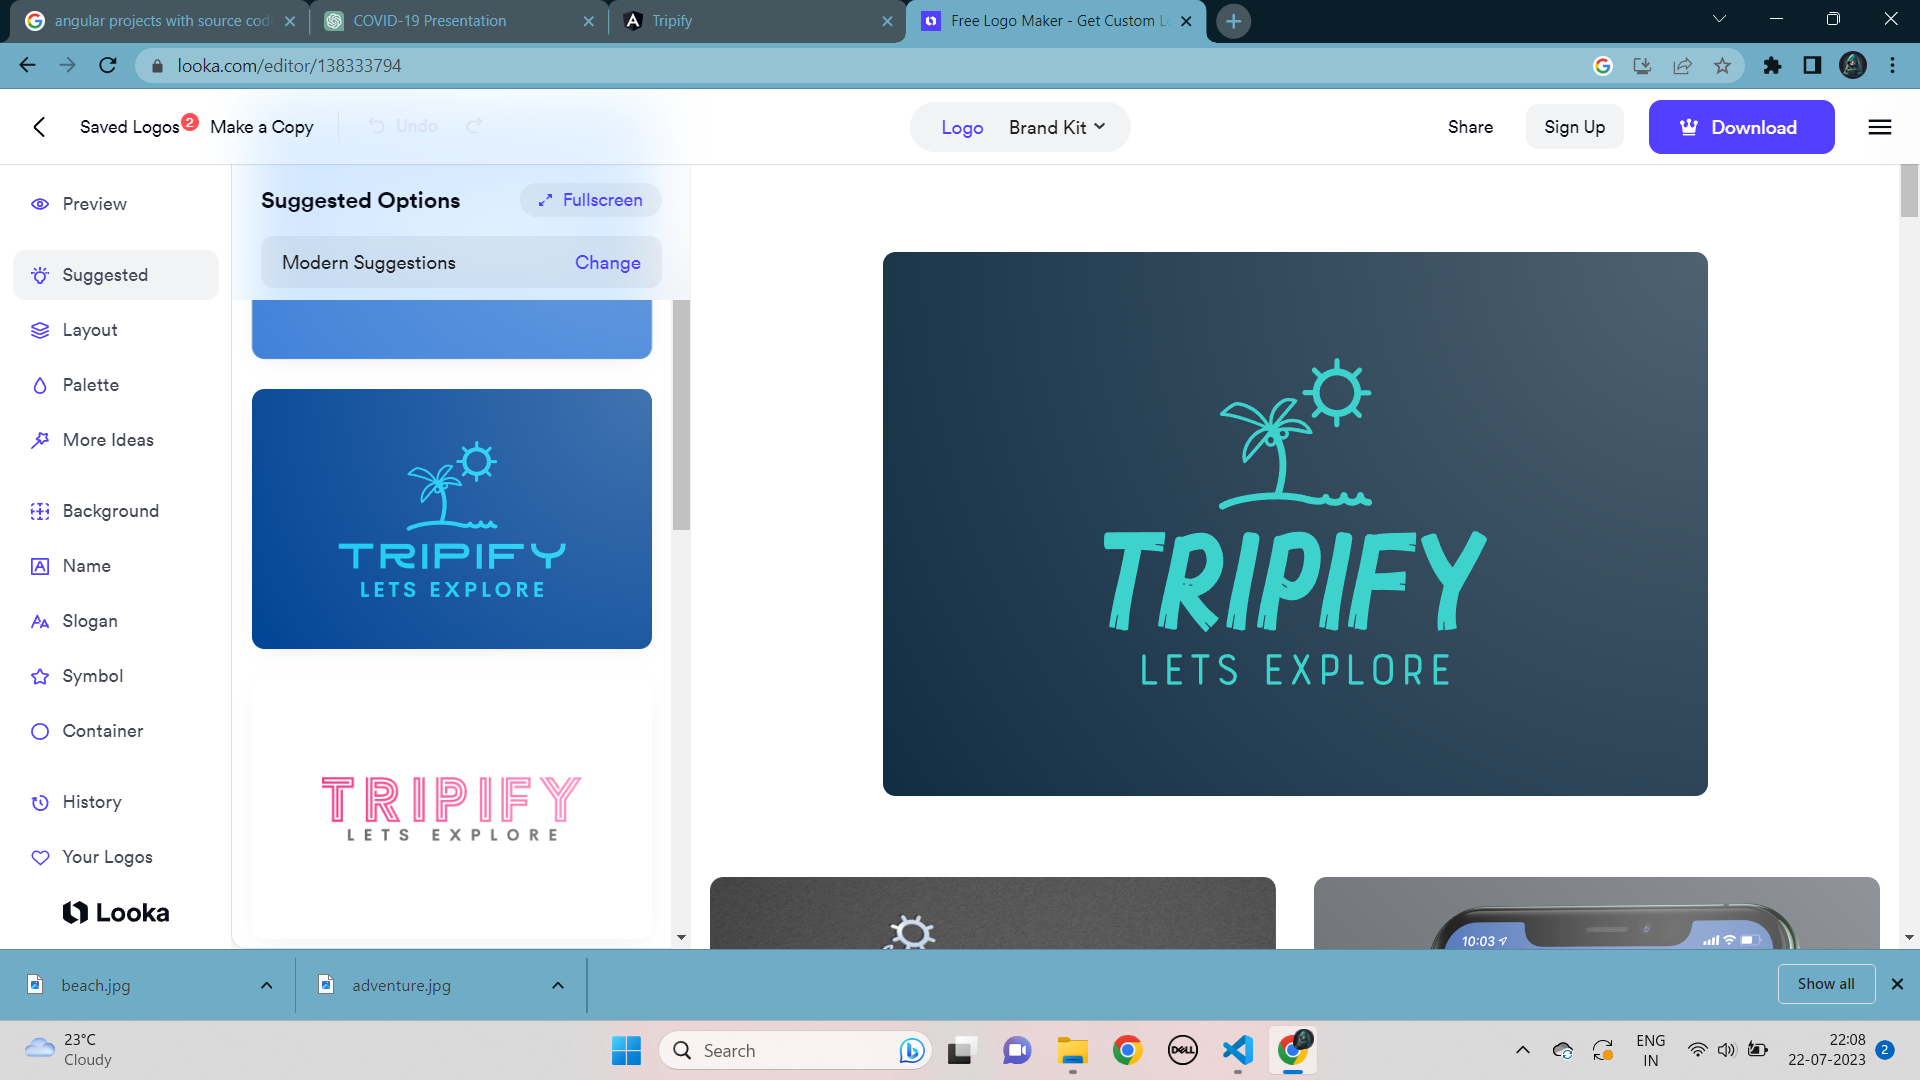 angular projects with source cod
COVID-19 Presentation
Tripify
Free Logo Maker - Get Custom L
looka.com/editor/138333794
Saved Logos 2
Make a Copy
Undo
Logo
Brand Kit
Share
Sign Up
Download
Preview
Suggested
Layout
Palette
More Ideas
Background
Name
Slogan
Symbol
Container
History
Your Logos
Looka
Suggested Options
Fullscreen
Modern Suggestions
Change
TRIPIFY
LETS EXPLORE
TRIPIFY
LETS EXPLORE
TRIPIFY
LETS EXPLORE
10:03
beach.jpg
adventure.jpg
Show all
23°C
Cloudy
Search
DELL
ENG
IN
22:08
22-07-2023
2